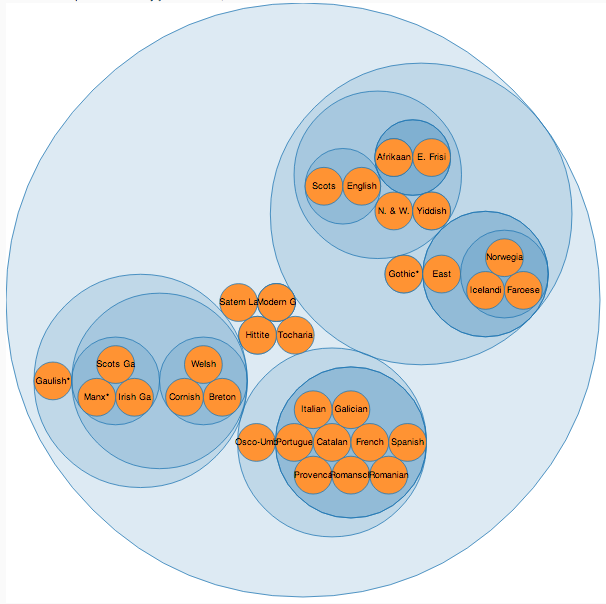 Afrikaan
E. Frisi
Scots
English
N. & W.
Yiddish
Norwegia
Gothic*
East
Icelandi
Faroese
Satem La
Modern G
Hittite
Tocharia
Scots Ga
Welsh
Gaulish*
Manx*
Irish Ga
Cornish
Breton
Italian
Galician
Osco-Umb
Portugue
Catalan
French
Spanish
Provenca
Romansch
Romanian